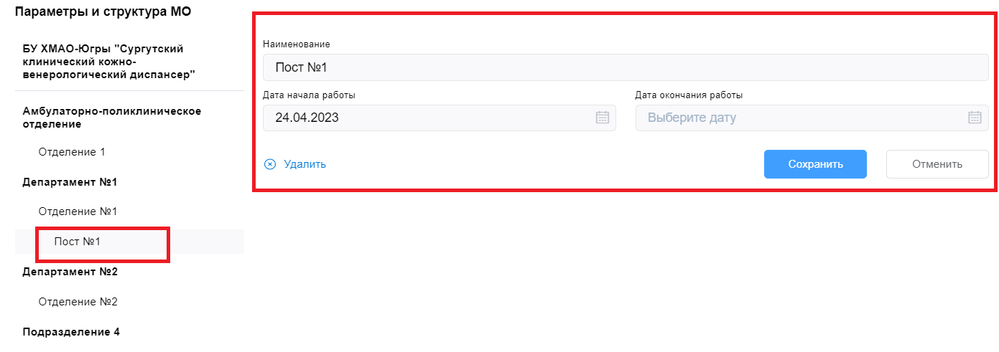 Параметры и структура МО
БУ ХМАО-Югры "Сургутский
клинический кожно-
венерологический диспансер"
Амбулаторно-поликлиническое
отделение
Отделение 1
Департамент №1
Отделение №1
Пост №1
Департамент №2
Отделение №2
Подразделение 4
Наименование
Пост №1
Дата начала работы
Дата окончания работы
24.04.2023
Выберите дату
Удалить
Сохранить
Отменить